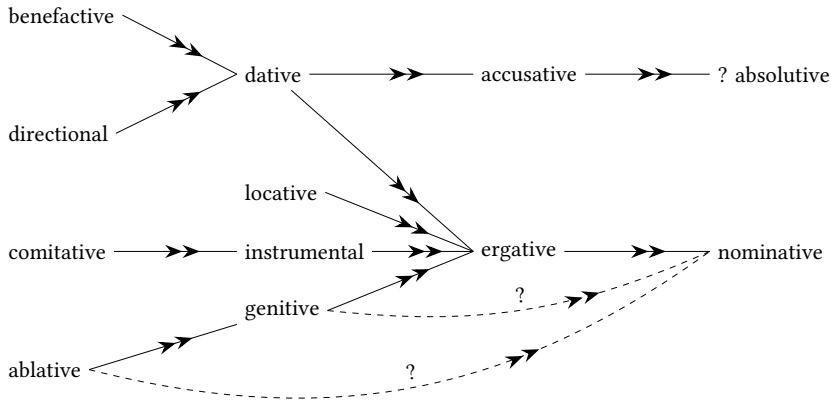 benefactive
dative accusative ? absolutive
directional
locative
comitative instrumental ergative nominative
?
genitive
ablative ?